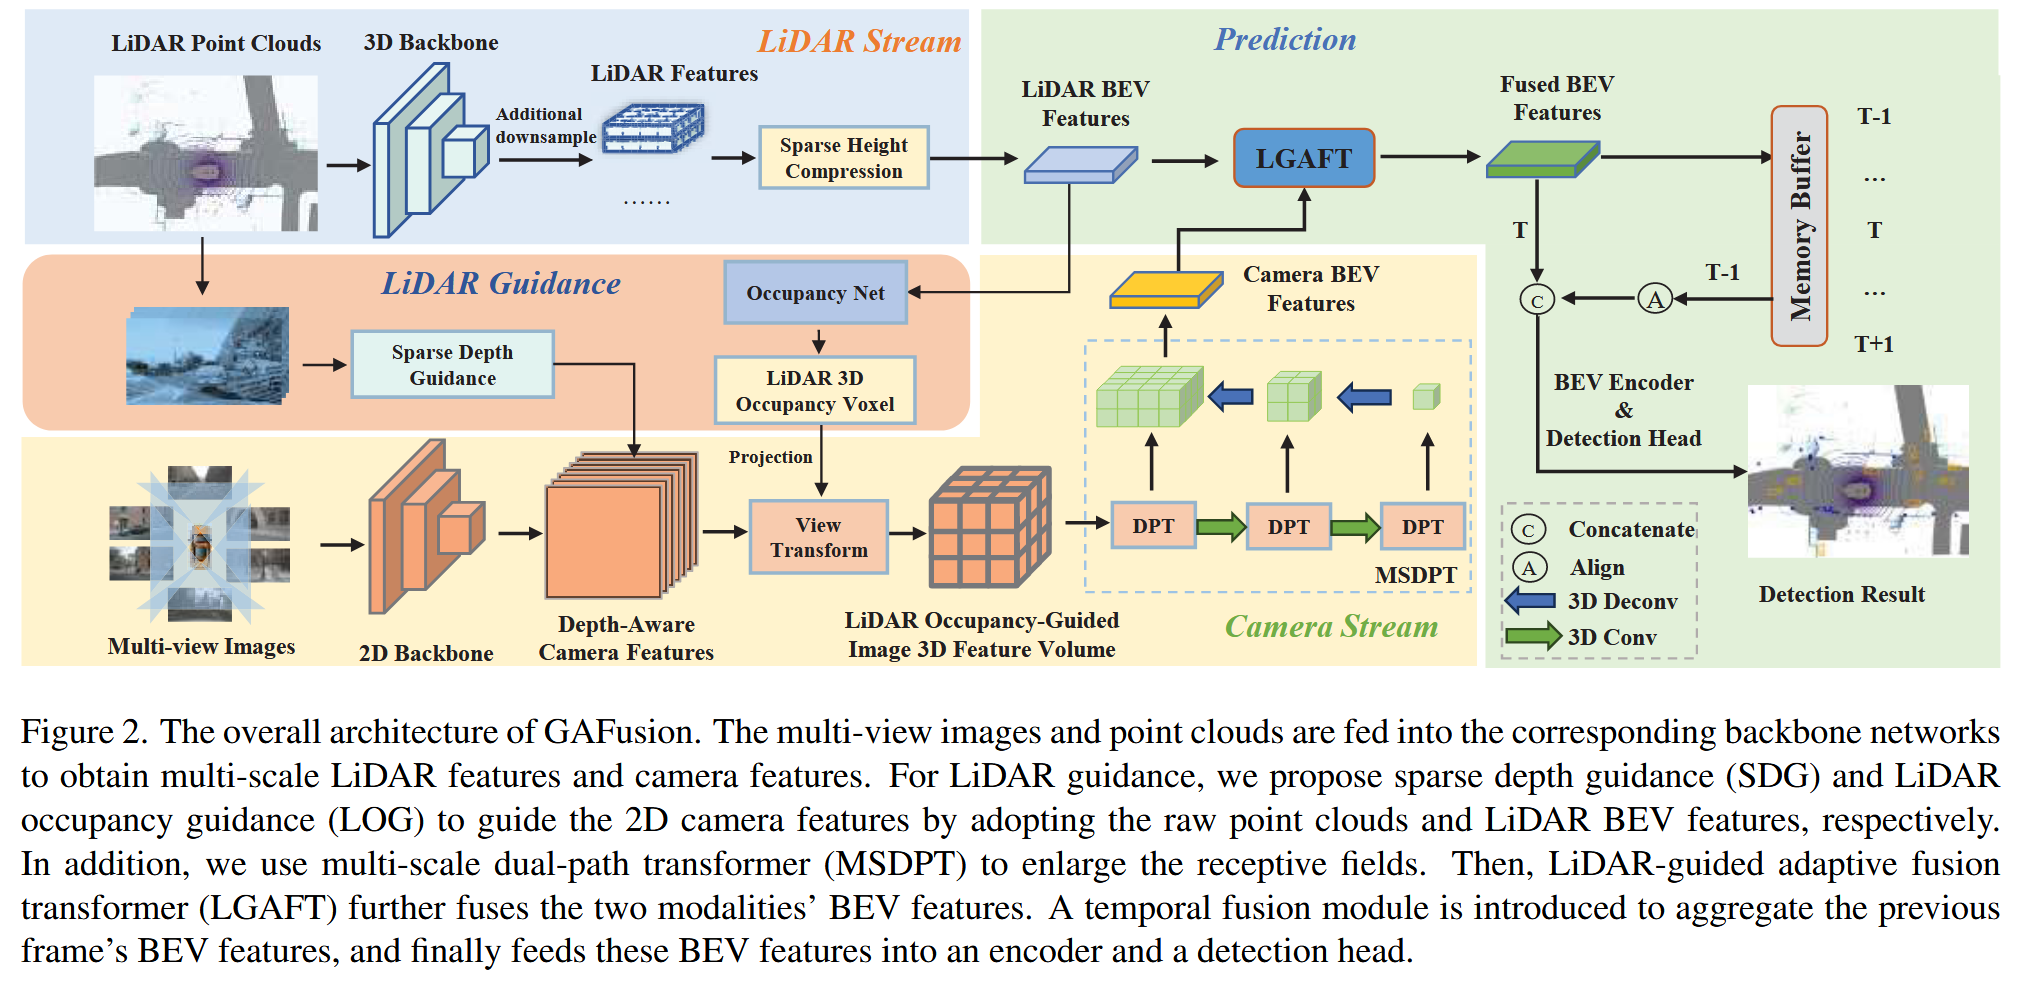 LiDAR Stream
LiDAR Point Clouds
3D Backbone
Additional
downsample
LiDAR Features
......
Sparse Height
Compression
Prediction
LiDAR BEV
Features
LGAFT
Fused BEV
Features
Memory Buffer
T-1
...
T
...
T+1
T
T-1
C
A
BEV Encoder
&
Detection Head
Detection Result
C Concatenate
A Align
3D Deconv
3D Conv
LiDAR Guidance
Sparse Depth
Guidance
Occupancy Net
LiDAR 3D
Occupancy Voxel
Projection
Multi-view Images
2D Backbone
Depth-Aware
Camera Features
View
Transform
LiDAR Occupancy-Guided
Image 3D Feature Volume
Camera BEV
Features
DPT
DPT
DPT
MSDPT
Camera Stream
Figure 2. The overall architecture of GAFusion. The multi-view images and point clouds are fed into the corresponding backbone networks
to obtain multi-scale LiDAR features and camera features. For LiDAR guidance, we propose sparse depth guidance (SDG) and LiDAR
occupancy guidance (LOG) to guide the 2D camera features by adopting the raw point clouds and LiDAR BEV features, respectively.
In addition, we use multi-scale dual-path transformer (MSDPT) to enlarge the receptive fields. Then, LiDAR-guided adaptive fusion
transformer (LGAFT) further fuses the two modalities’ BEV features. A temporal fusion module is introduced to aggregate the previous
frame’s BEV features, and finally feeds these BEV features into an encoder and a detection head.